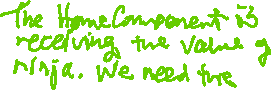 The HomeComponent is
receiving the value of
ninja. We need the